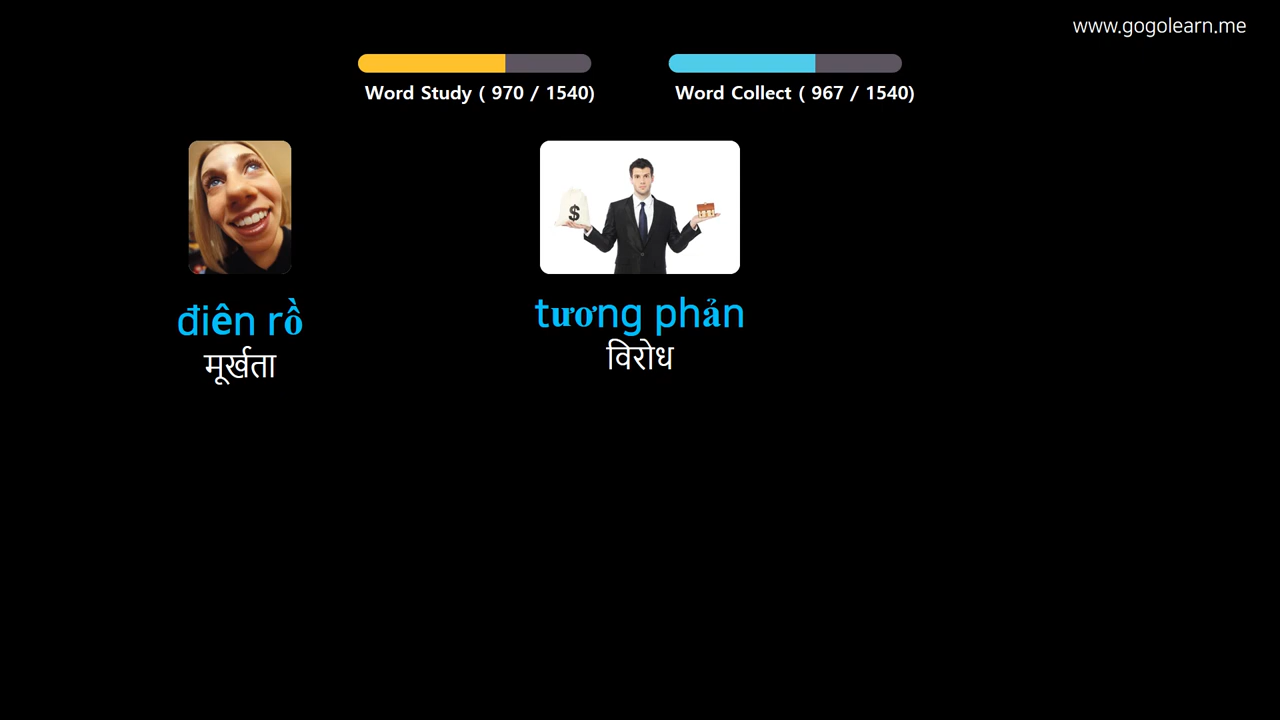 www.gogolearn.me
Word Study ( 970 / 1540)
Word Collect ( 967 / 1540)
$
điên rồ
tương phản
मूर्खता
विरोध